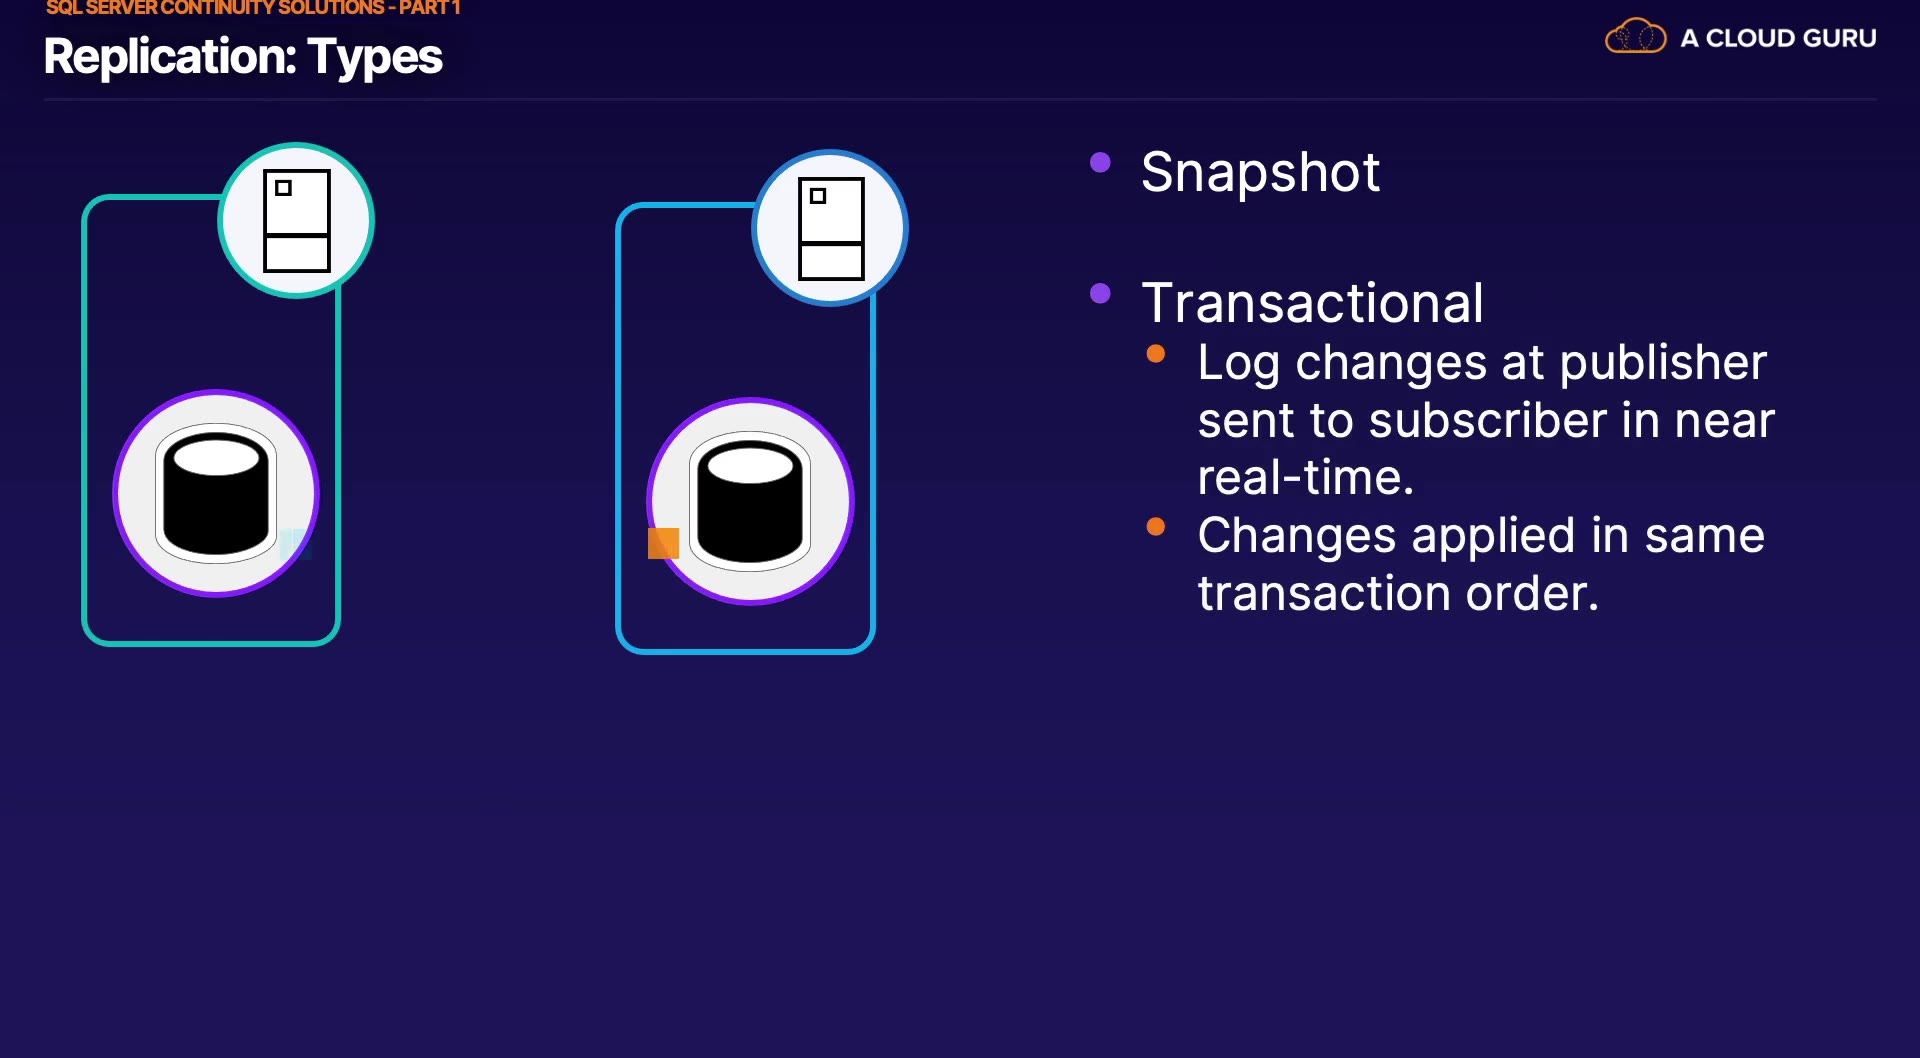 SQL SERVER CONTINUITY SOLUTIONS - PART 1
Replication: Types
A CLOUD GURU
Snapshot
Transactional
Log changes at publisher
sent to subscriber in near
real-time.
Changes applied in same
transaction order.